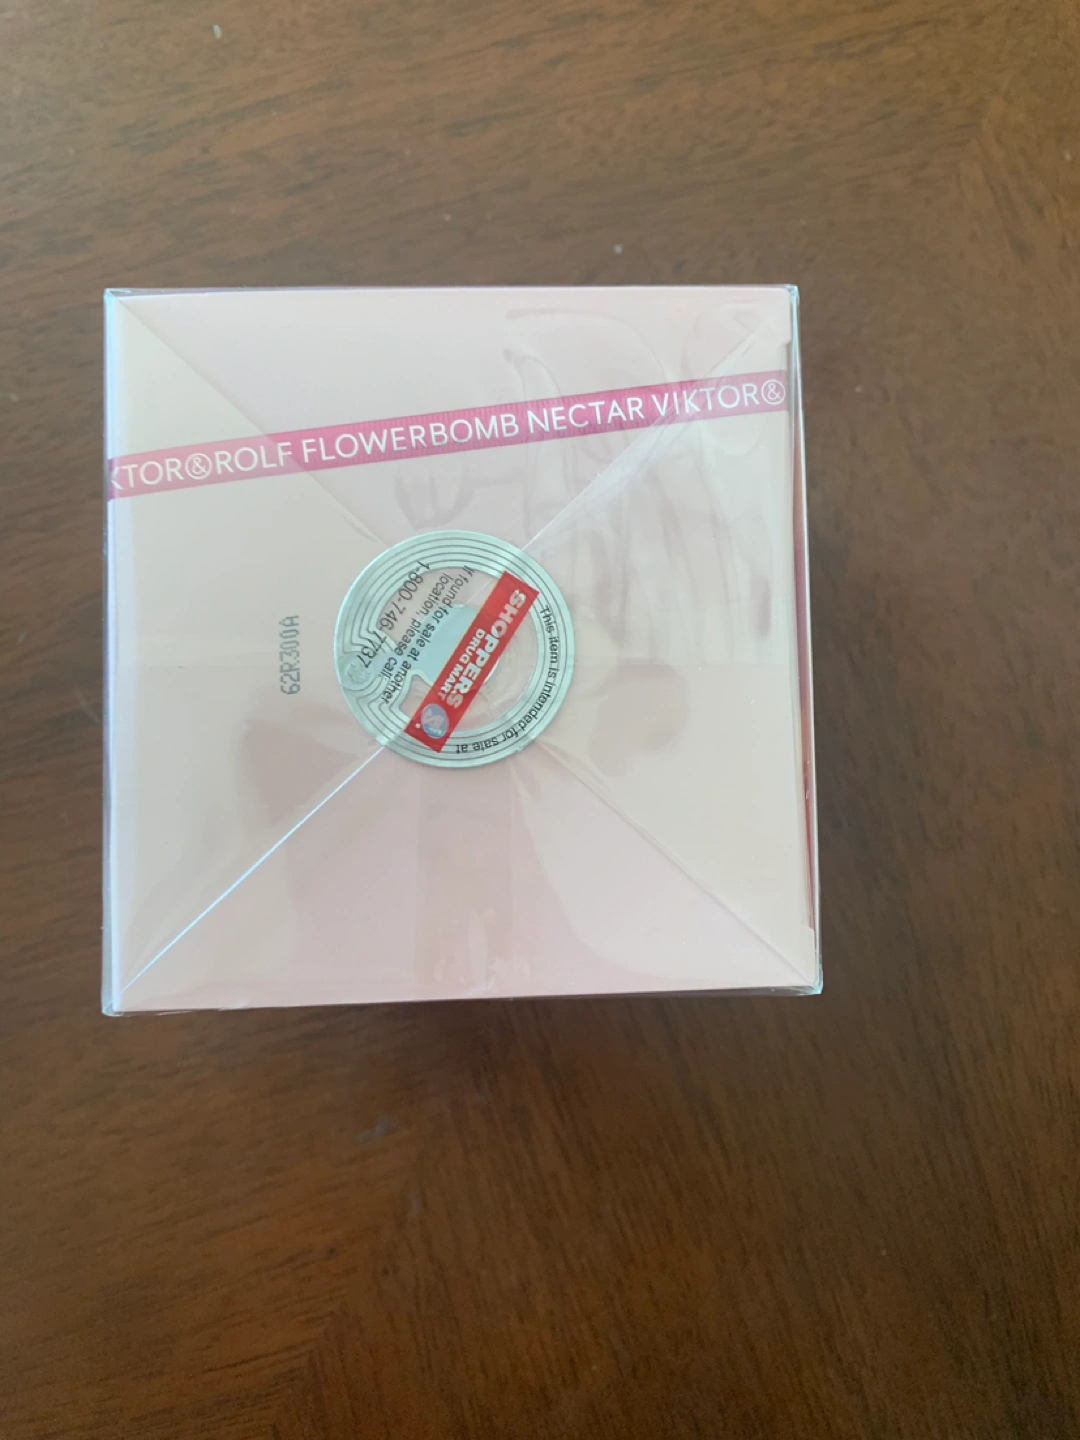 KTOR&ROLF FLOWERBOMB NECTAR VIKTOR&
62R300A
This item is intended for sale at
SHOPPERS
DRUG MART
If found for sale at another
location, please call,
1-800-746-7737